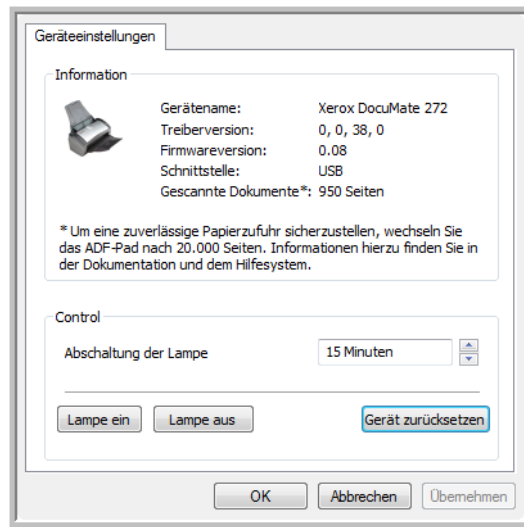 Geräteeinstellungen
Information
Gerätename: Xerox DocuMate 272
Treiberversion: 0, 0, 38, 0
Firmwareversion: 0.08
Schnittstelle: USB
Gescannte Dokumente*: 950 Seiten
* Um eine zuverlässige Papierzufuhr sicherzustellen, wechseln Sie
das ADF-Pad nach 20.000 Seiten. Informationen hierzu finden Sie in
der Dokumentation und dem Hilfesystem.
Control
Abschaltung der Lampe 15 Minuten
Lampe ein Lampe aus Gerät zurücksetzen
OK Abbrechen Übernehmen